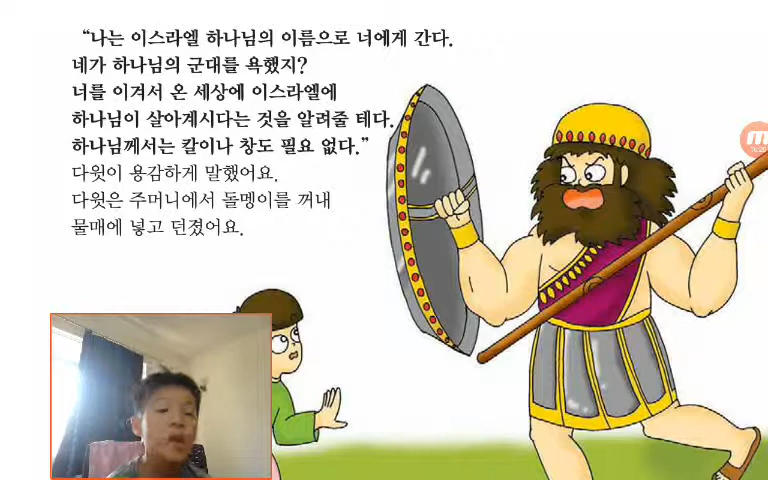 “나는 이스라엘 하나님의 이름으로 너에게 간다.
네가 하나님의 군대를 욕했지?
너를 이겨서 온 세상에 이스라엘에
하나님이 살아계시다는 것을 알려줄 테다.
하나님께서는 칼이나 창도 필요 없다.”
다윗이 용감하게 말했어요.
다윗은 주머니에서 돌멩이를 꺼내
물매에 넣고 던졌어요.